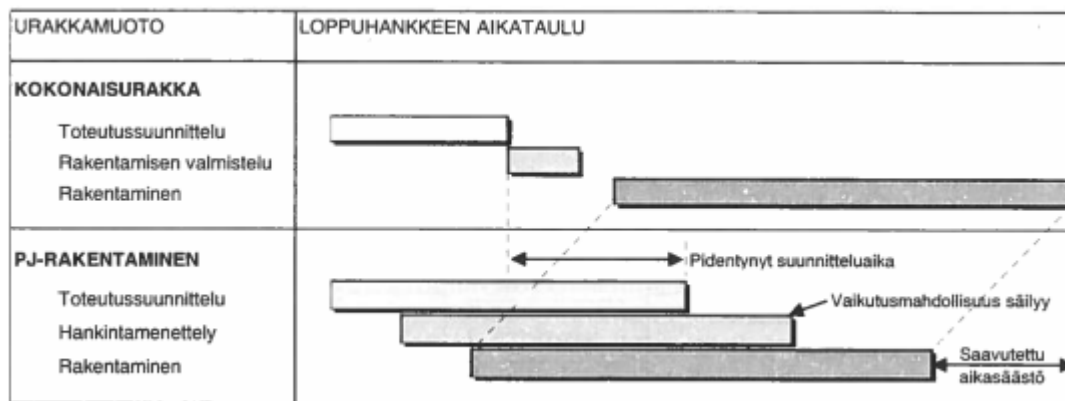 URAKKAMUOTO LOPPUHANKKEEN AIKATAULU
KOKONAISURAKKA
Toteutussuunnittelu
Rakentamisen valmistelu
Rakentaminen
PJ-RAKENTAMINEN
Pidentynyt suunnitteluaika
Toteutussuunnittelu
Vaikutusmahdollisuus säilyy
Hankintamenettely
Rakentaminen
Saavutettu
aikasäästö